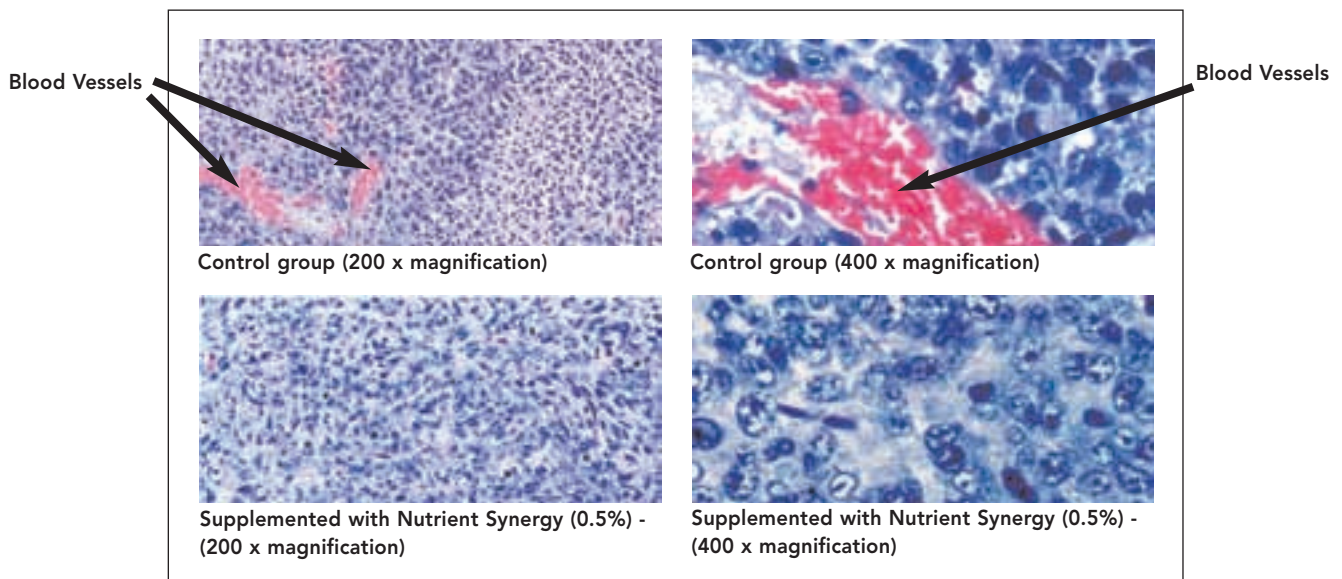 Blood Vessels
Blood Vessels
Control group (200 x magnification)
Control group (400 x magnification)
Supplemented with Nutrient Synergy (0.5%) -
(200 x magnification)
Supplemented with Nutrient Synergy (0.5%) -
(400 x magnification)